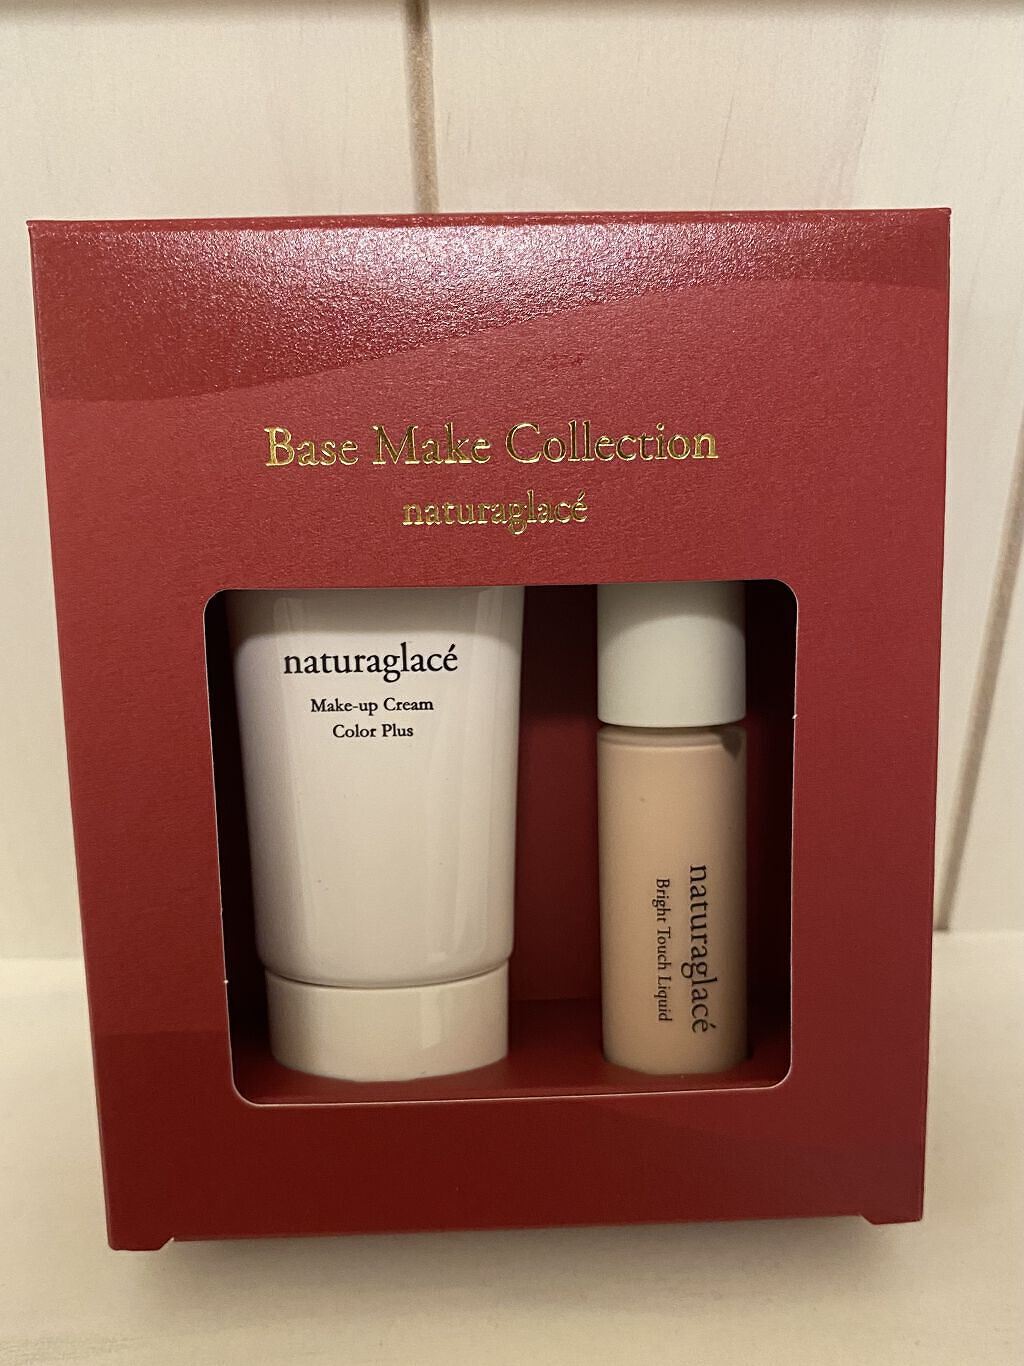 Base Make Collection
naturaglacé
naturaglacé
Make-up Cream
Color Plus
naturaglacé
Bright Touch Liquid